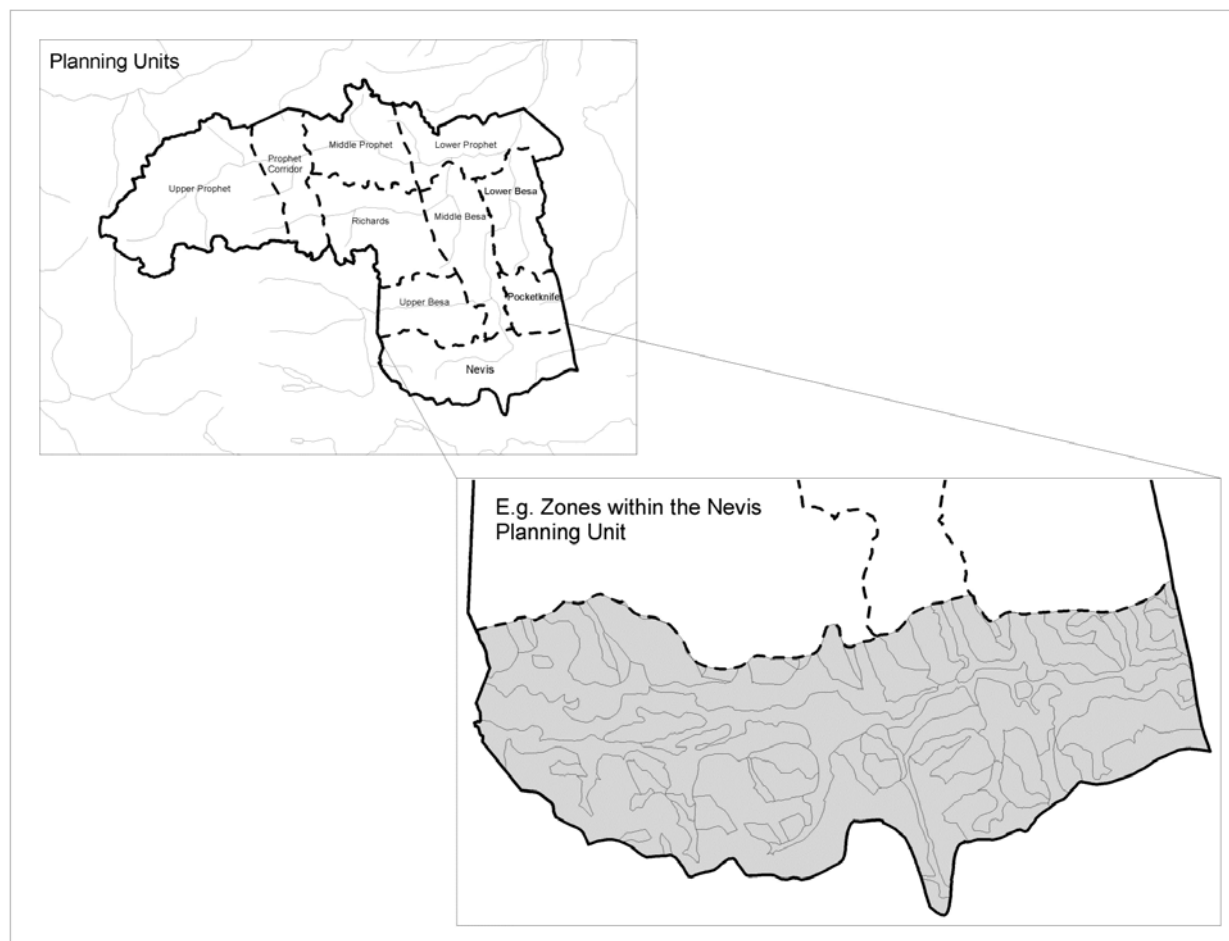 Planning Units
Middle Prophet
Lower Prophet
Prophet
Corridor
Upper Prophet
Lower Besa
Richards
Middle Besa
Upper Besa
Pocketknife
Nevis
E.g. Zones within the Nevis
Planning Unit